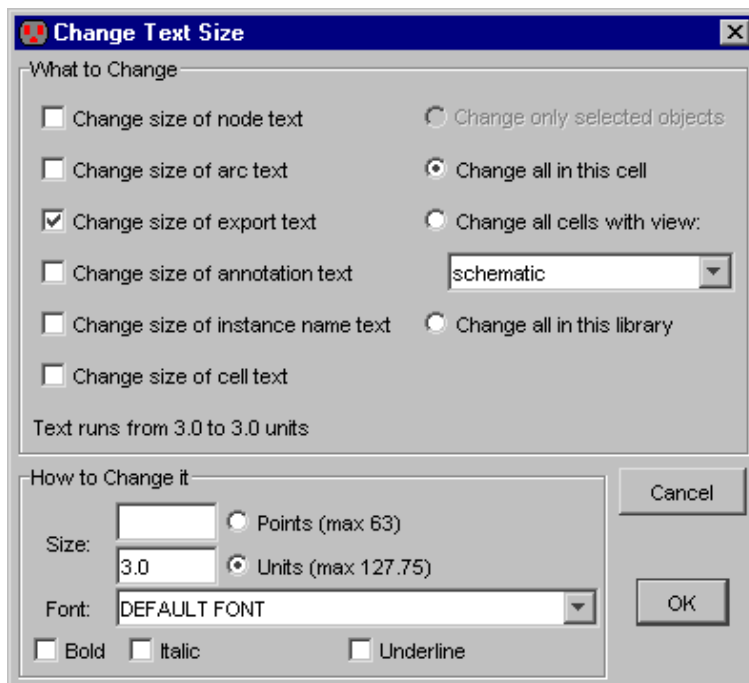 Change Text Size
What to Change
Change size of node text
Change only selected objects
Change size of arc text
Change all in this cell
Change size of export text
Change all cells with view:
Change size of annotation text
schematic
Change size of instance name text
Change all in this library
Change size of cell text
Text runs from 3.0 to 3.0 units
How to Change it
Cancel
Size:
Points (max 63)
3.0
Units (max 127.75)
Font:
DEFAULT FONT
OK
Bold
Italic
Underline